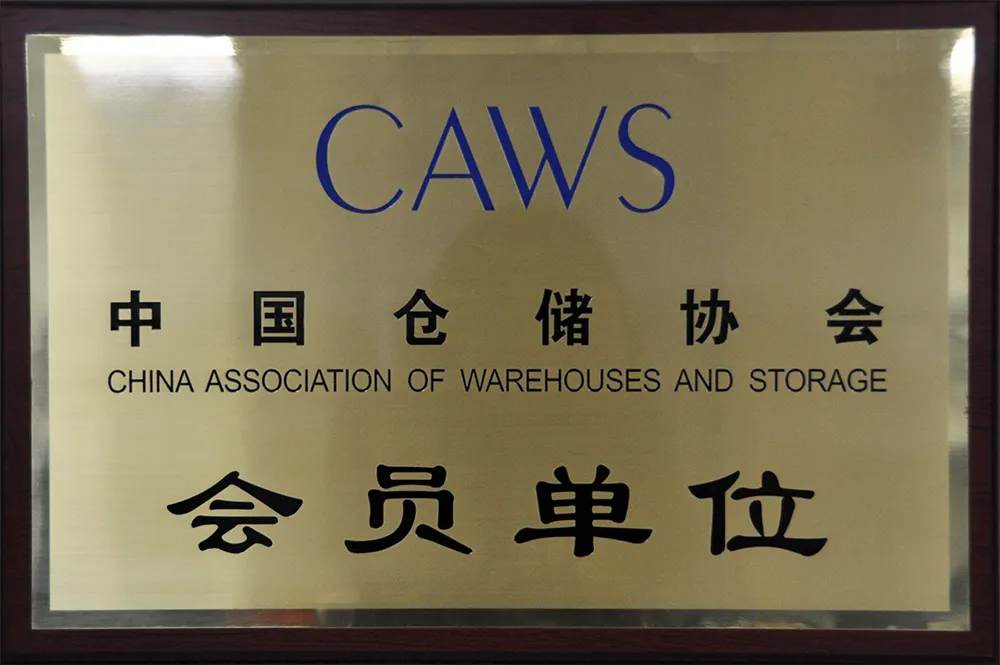 CAWS
中国仓储协会
CHINA ASSOCIATION OF WAREHOUSES AND STORAGE
会员单位